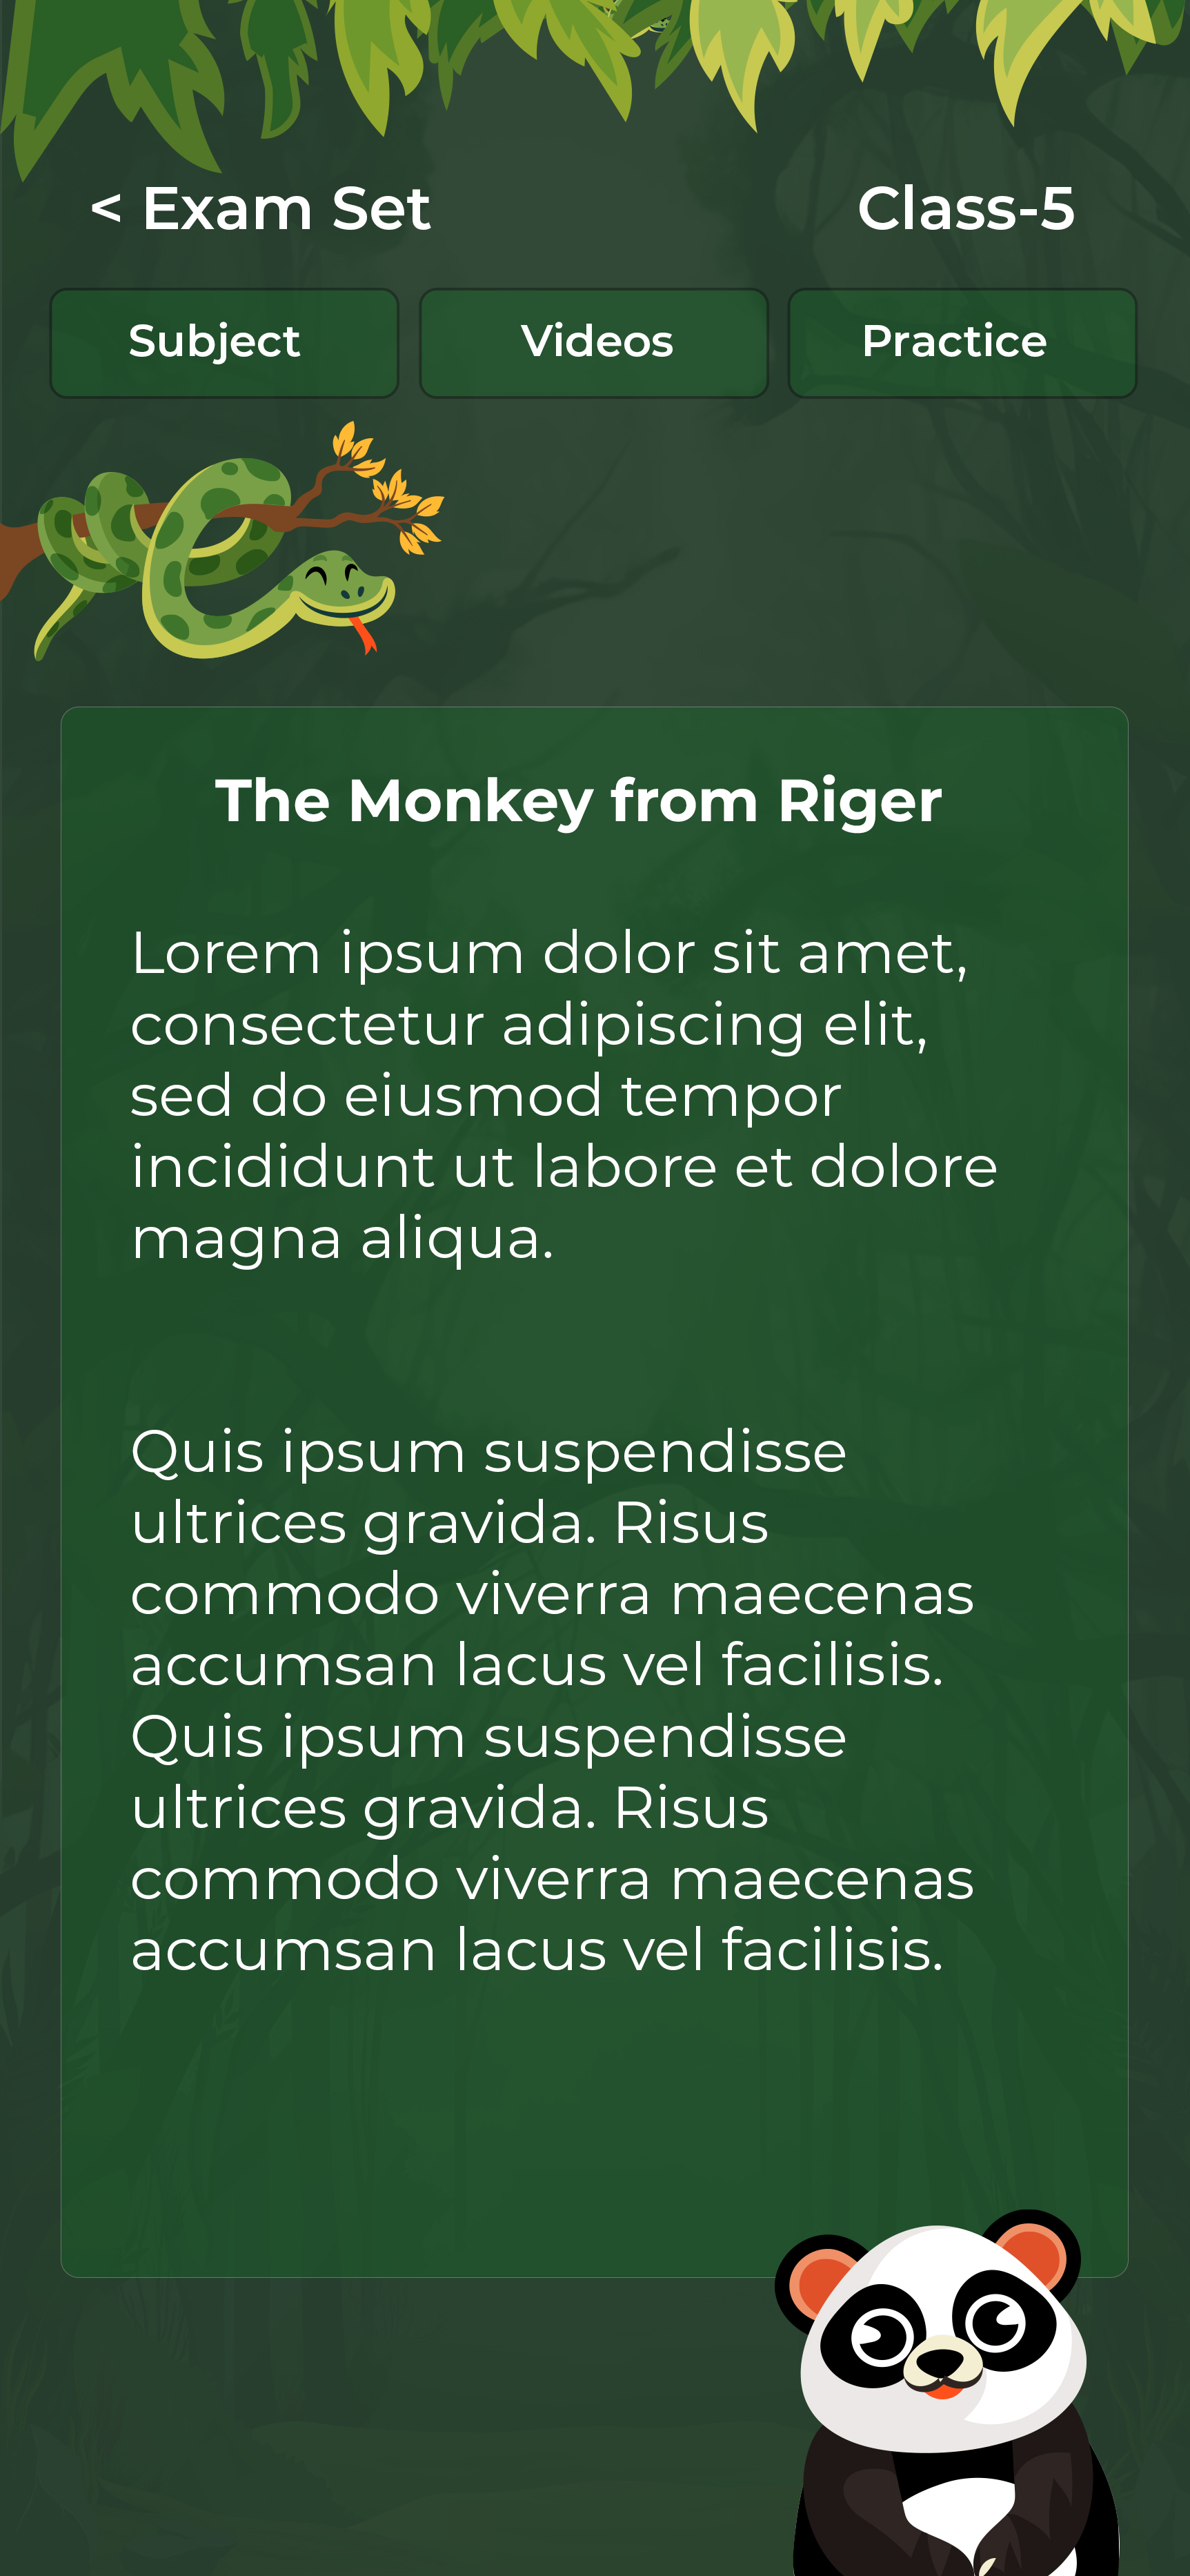 < Exam Set
Class-5
Subject
Videos
Practice
The Monkey from Riger
Lorem ipsum dolor sit amet,
consectetur adipiscing elit,
sed do eiusmod tempor
incididunt ut labore et dolore
magna aliqua.
Quis ipsum suspendisse
ultrices gravida. Risus
commodo viverra maecenas
accumsan lacus vel facilisis.
Quis ipsum suspendisse
ultrices gravida. Risus
commodo viverra maecenas
accumsan lacus vel facilisis.